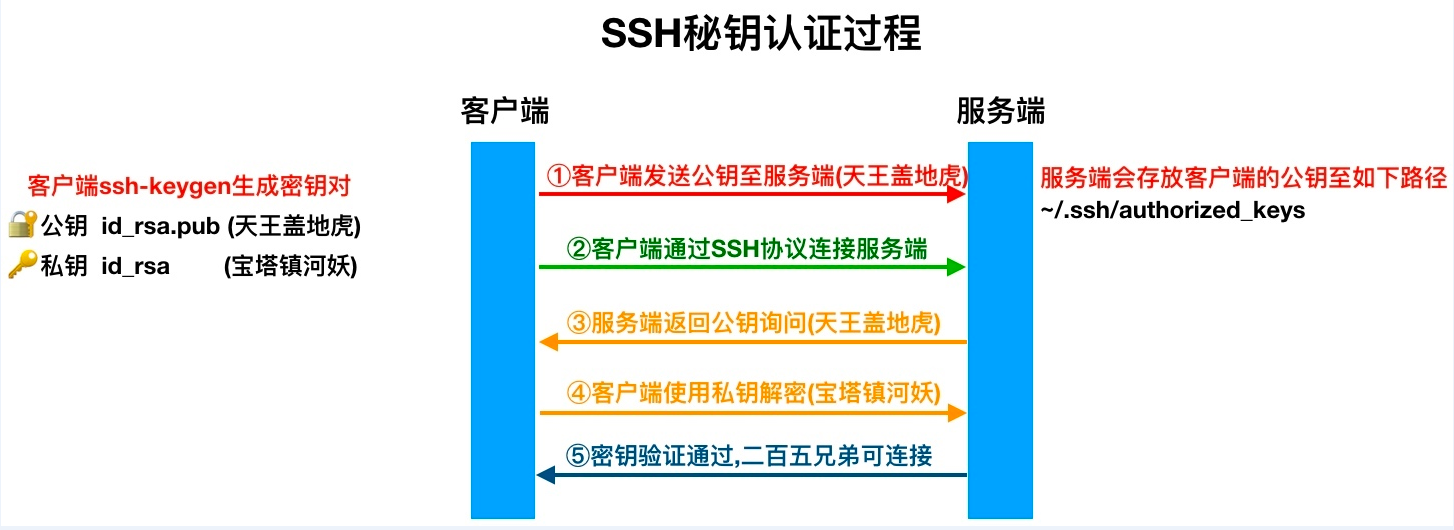 SSH秘钥认证过程
客户端
服务端
客户端ssh-keygen生成密钥对
公钥 id_rsa.pub (天王盖地虎)
私钥 id_rsa (宝塔镇河妖)
①客户端发送公钥至服务端(天王盖地虎)
②客户端通过SSH协议连接服务端
③服务端返回公钥询问(天王盖地虎)
④客户端使用私钥解密(宝塔镇河妖)
⑤密钥验证通过,二百五兄弟可连接
服务端会存放客户端的公钥至如下路径
~/.ssh/authorized_keys